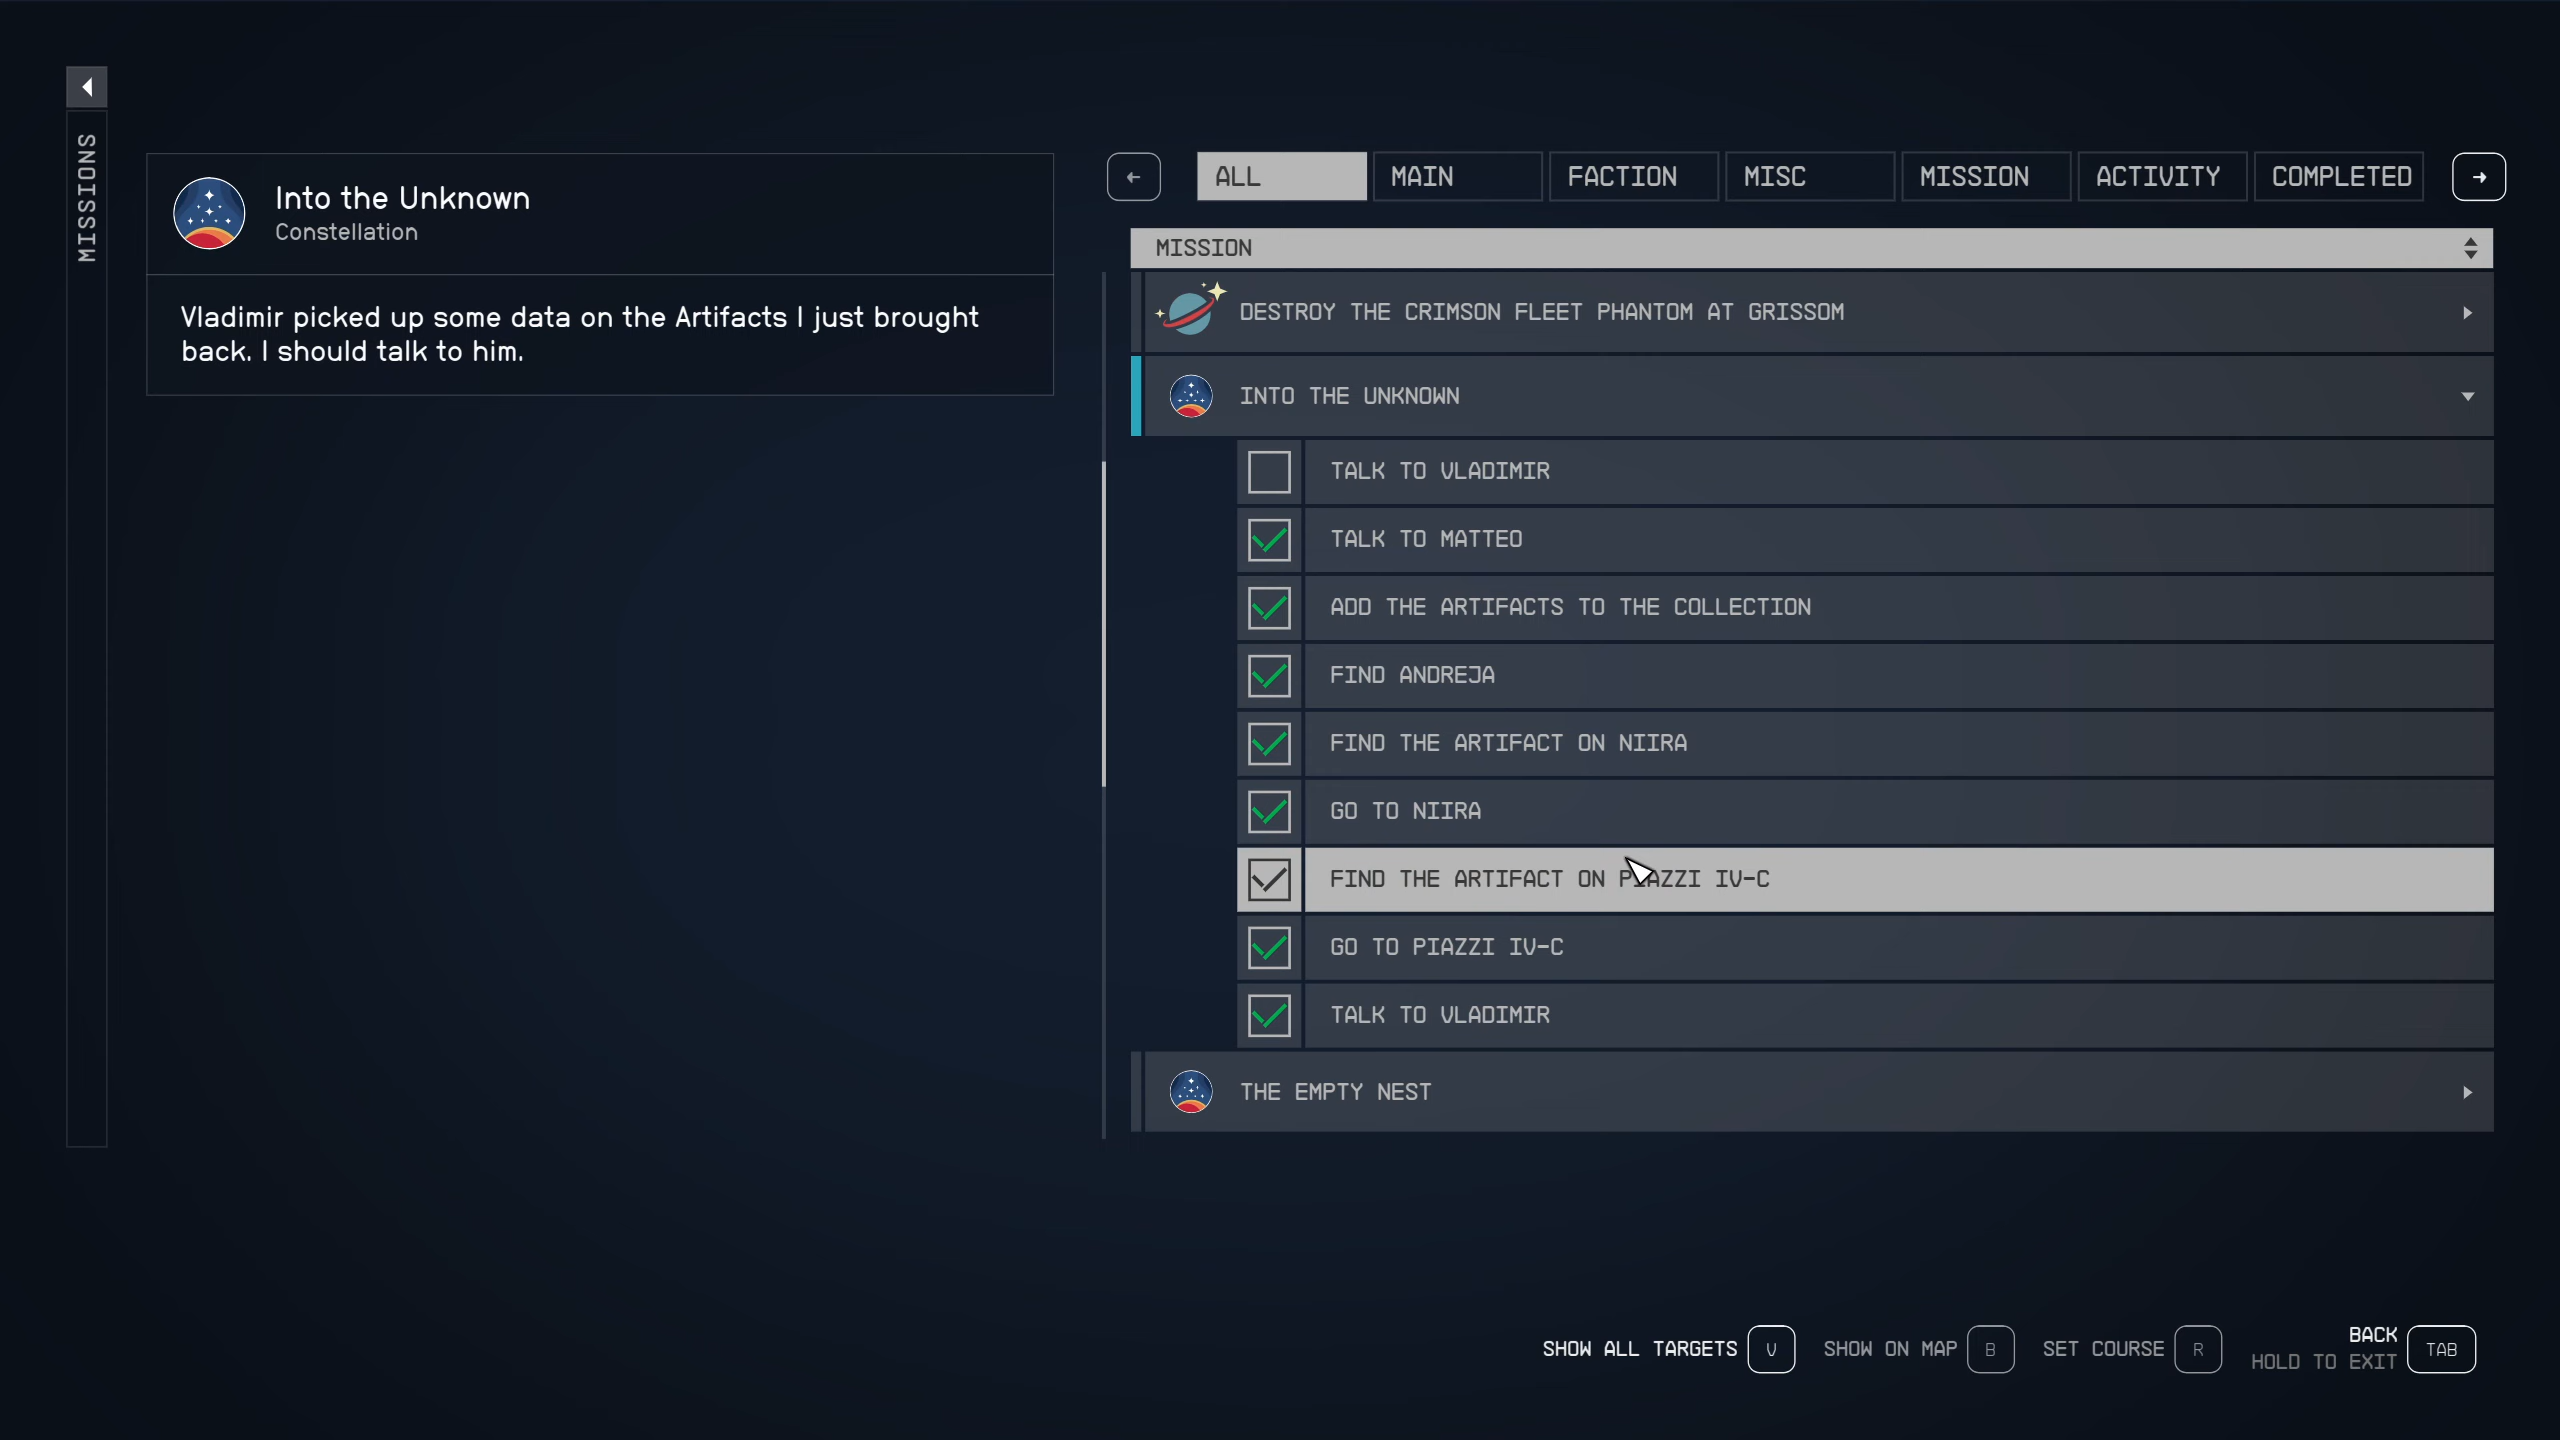 MISSIONS
Into the Unknown
Constellation
Vladimir picked up some data on the Artifacts I just brought
back. I should talk to him.
ALL
MAIN
FACTION
MISC
MISSION
ACTIVITY
COMPLETED
MISSION
DESTROY THE CRIMSON FLEET PHANTOM AT GRISSOM
INTO THE UNKNOWN
TALK TO VLADIMIR
TALK TO MATTEO
ADD THE ARTIFACTS TO THE COLLECTION
FIND ANDREJA
FIND THE ARTIFACT ON NIIRA
GO TO NIIRA
FIND THE ARTIFACT ON PIAZZI IV-C
GO TO PIAZZI IV-C
TALK TO VLADIMIR
THE EMPTY NEST
SHOW ALL TARGETS V
SHOW ON MAP B
SET COURSE R
BACK
HOLD TO EXIT
TAB